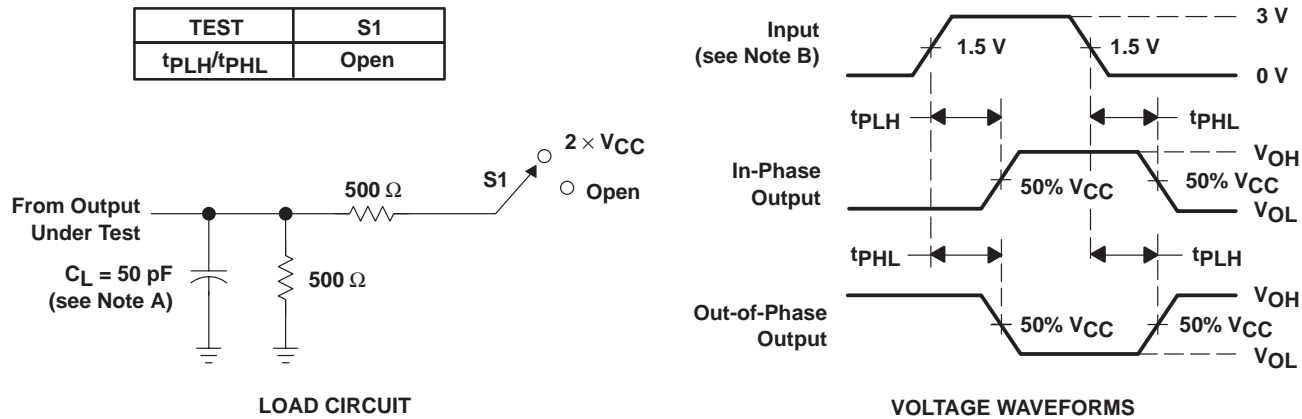 TEST S1
tPLH/tPHL Open
From Output
Under Test
CL = 50 pF
(see Note A)
500 Ω
500 Ω
S1
2 × VCC
Open
LOAD CIRCUIT
Input
(see Note B)
1.5 V
1.5 V
3 V
0 V
tPLH
tPHL
In-Phase
Output
50% VCC
50% VCC
VOH
VOL
tPHL
tPLH
Out-of-Phase
Output
50% VCC
50% VCC
VOH
VOL
VOLTAGE WAVEFORMS